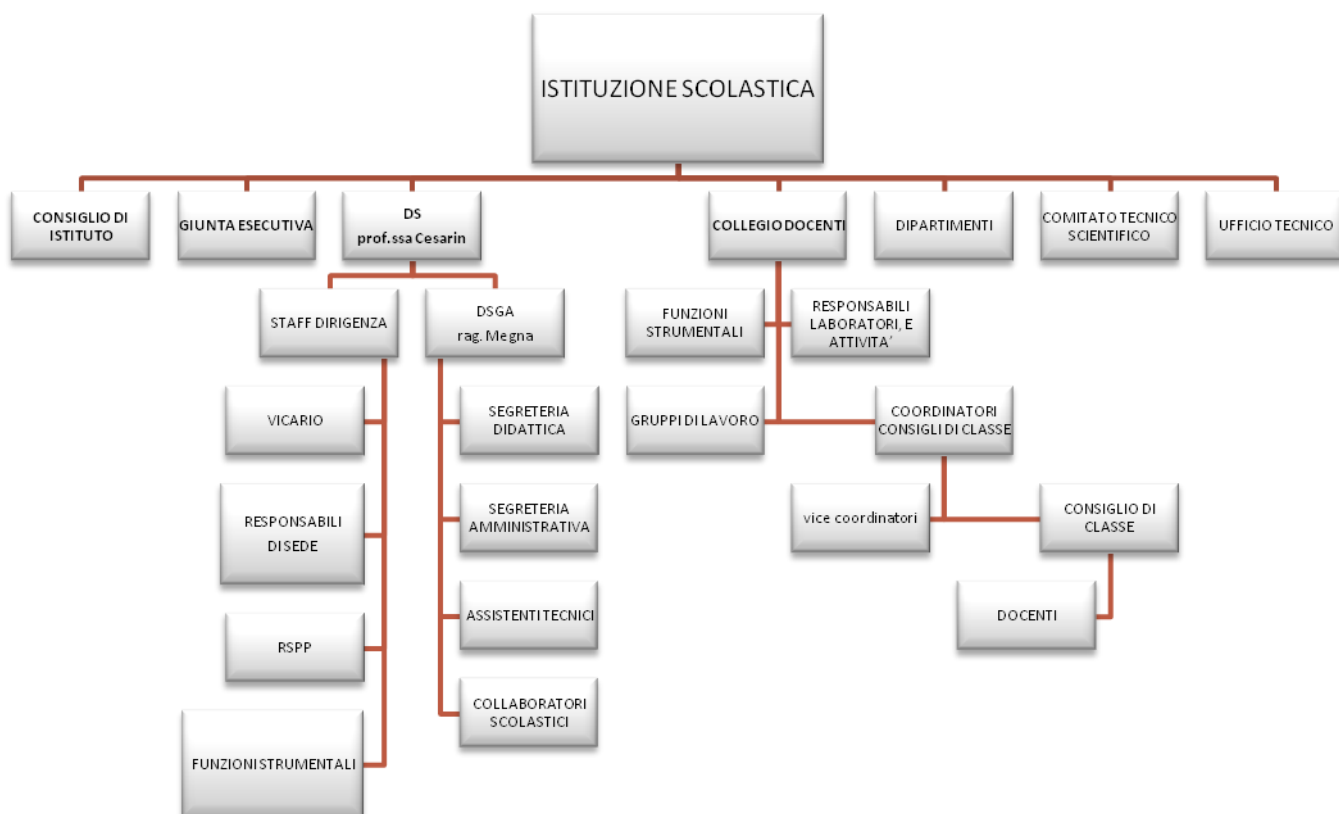 ISTITUZIONE SCOLASTICA
CONSIGLIO DI
ISTITUTO
GIUNTA ESECUTIVA
DS
prof.ssa Cesarin
COLLEGIO DOCENTI
DIPARTIMENTI
COMITATO TECNICO
SCIENTIFICO
UFFICIO TECNICO
STAFF DIRIGENZA
DSGA
rag. Megna
FUNZIONI
STRUMENTALI
RESPONSABILI
LABORATORI, E
ATTIVITA’
VICARIO
SEGRETERIA
DIDATTICA
GRUPPI DI LAVORO
COORDINATORI
CONSIGLI DI CLASSE
RESPONSABILI
DI SEDE
SEGRETERIA
AMMINISTRATIVA
vice coordinatori
CONSIGLIO DI
CLASSE
RSPP
ASSISTENTI TECNICI
DOCENTI
FUNZIONI STRUMENTALI
COLLABORATORI
SCOLASTICI